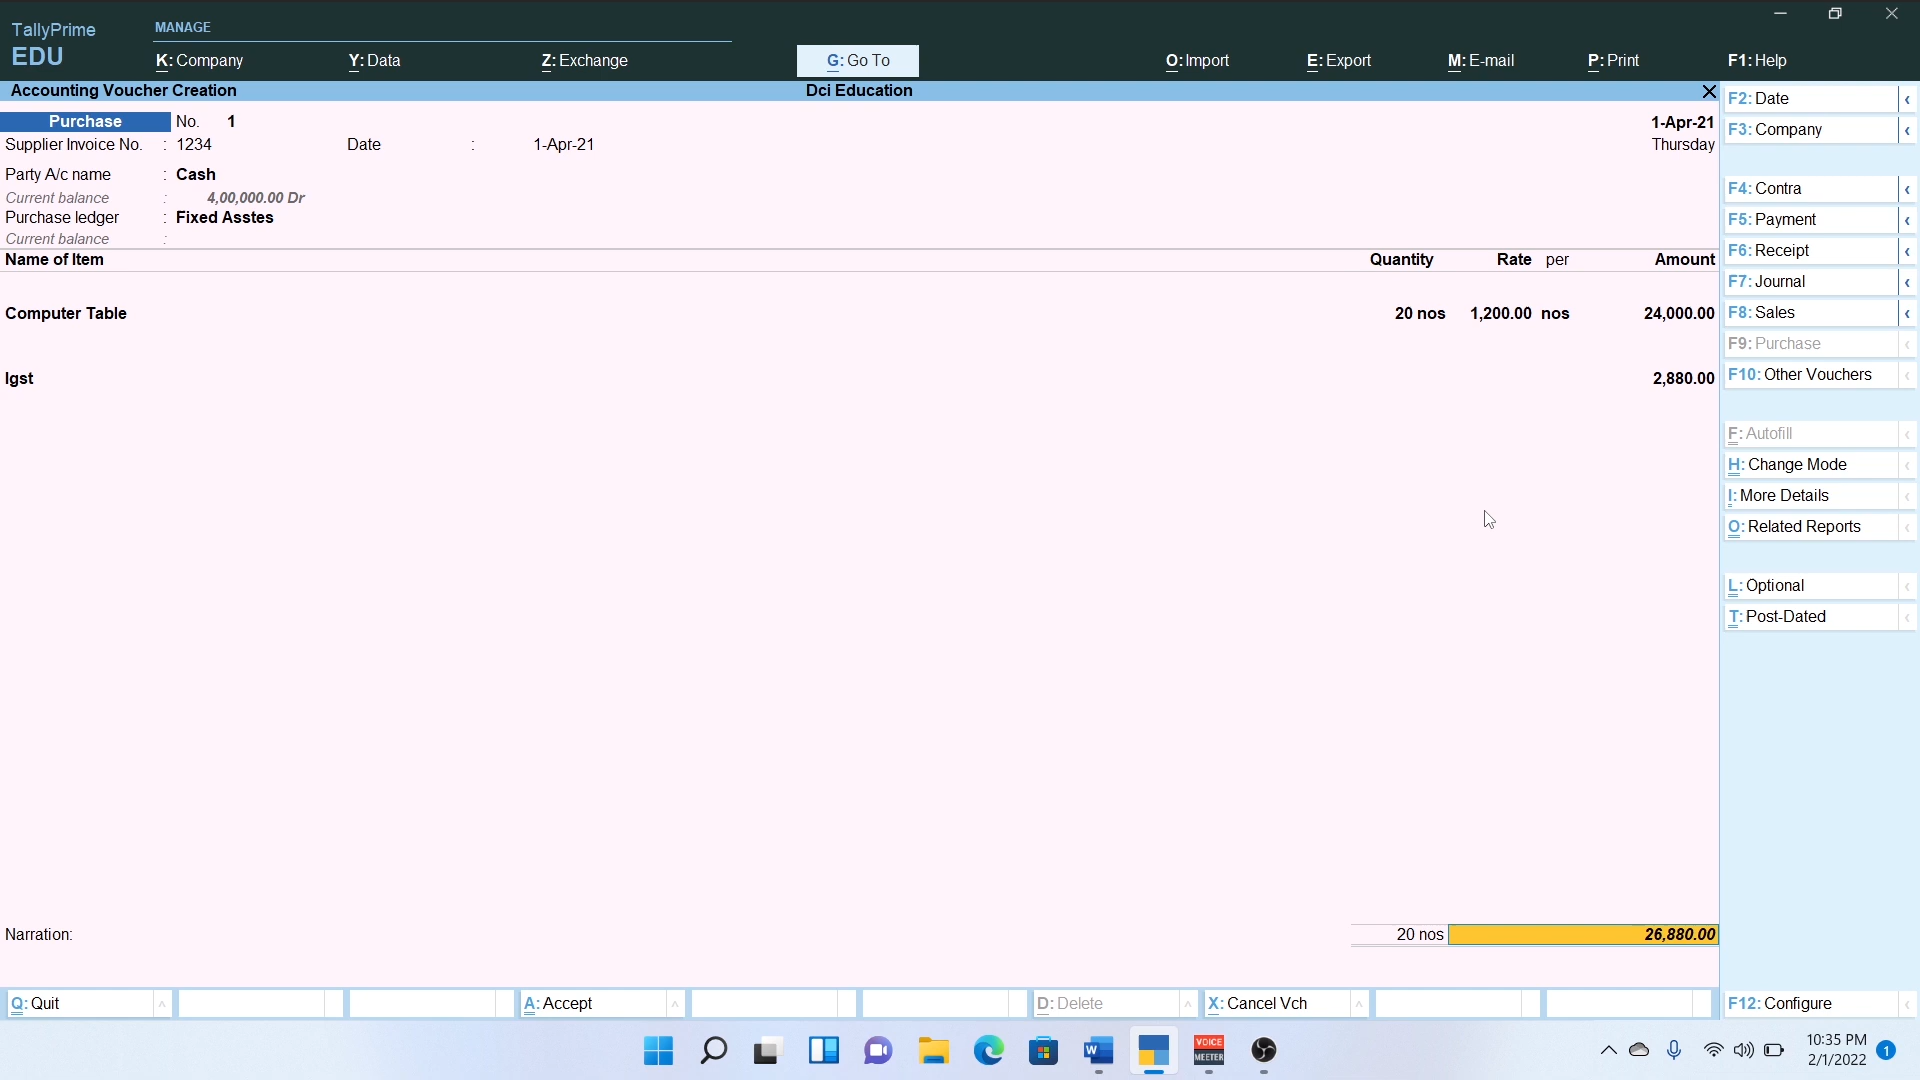 TallyPrime
EDU
MANAGE
K: Company
Y: Data
Z: Exchange
G: Go To
O: Import
E: Export
M: E-mail
P: Print
F1: Help
Accounting Voucher Creation
Dci Education
Purchase No. 1
1-Apr-21
Supplier Invoice No. : 1234 Date : 1-Apr-21
Thursday
Party A/c name : Cash
Current balance : 4,00,000.00 Dr
Purchase ledger : Fixed Asstes
Current balance :
Name of Item Quantity Rate per Amount
Computer Table 20 nos 1,200.00 nos 24,000.00
Igst 2,880.00
Narration: 20 nos 26,880.00
Q: Quit
A: Accept
D: Delete
X: Cancel Vch
F2: Date
F3: Company
F4: Contra
F5: Payment
F6: Receipt
F7: Journal
F8: Sales
F9: Purchase
F10: Other Vouchers
F: Autofill
H: Change Mode
I: More Details
O: Related Reports
L: Optional
T: Post-Dated
F12: Configure
W
VOICE
MEETER
10:35 PM
2/1/2022
1